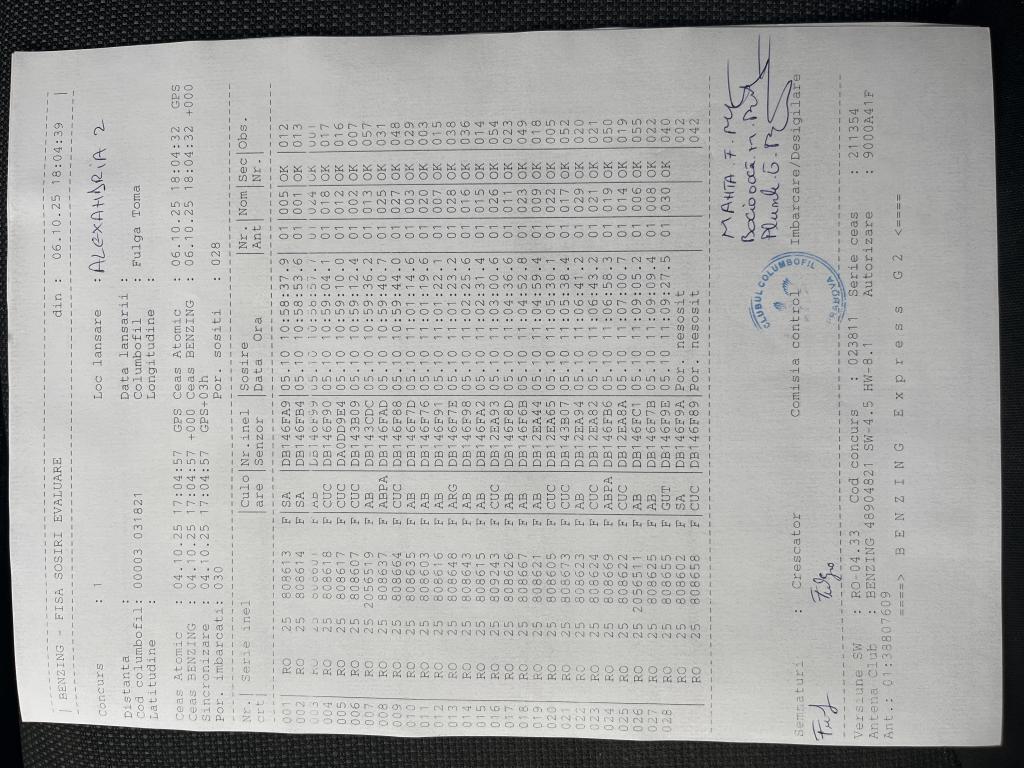 | BENZING - FISA SOSIRI EVALUARE din : 06.10.25 18:04:39 |
Concurs : 1 Loc lansare : ALEXANDRIA 2
Distanta : Data lansarii :
Cod columbofil: 00003 031821 Columbofil : Fulga Toma
Latitudine : Longitudine :
Ceas Atomic : 04.10.25 17:04:57 GPS Ceas Atomic : 06.10.25 18:04:32 GPS
Ceas BENZING : 04.10.25 17:04:57 +000 Ceas BENZING : 06.10.25 18:04:32 +000
Sincronizare : 04.10.25 17:04:57 GPS+03h
Por. imbarcati: 030 Por. sositi : 028
Nr.| Serie inel |Culo|Nr.inel |Sosire |Nr.|Nom|Sec|Obs.
crt| |are |Senzor |Data Ora |Ant| |Nr.|
001| RO 25 808613 F SA |DB146FA9|05.10 10:58:37.9|01 |005|OK |012
002| RO 25 808614 F SA |DB146FB4|05.10 10:58:53.6|01 |001|OK |013
003| RO 25 F AB 05.10 01 |024|OK |001
004| RO 25 808618 F CUC |DB146F90|05.10 10:59:04.1|01 |018|OK |017
005| RO 25 808617 F CUC |DA0DD9E4|05.10 10:59:10.0|01 |012|OK |016
006| RO 25 808607 F CUC |DB143B09|05.10 10:59:12.4|01 |002|OK |007
007| RO 25 2056519 F AB |DB143CDC|05.10 10:59:36.2|01 |013|OK |057
008| RO 25 808637 F ABPA |DB146FAD|05.10 10:59:40.7|01 |025|OK |031
009| RO 25 808664 F CUC |DB146F88|05.10 10:59:44.0|01 |027|OK |048
010| RO 25 808635 F AB |DB146F7D|05.10 11:01:14.6|01 |003|OK |029
011| RO 25 808603 F AB |DB146F76|05.10 11:01:19.6|01 |020|OK |003
012| RO 25 808616 F AB |DB146F91|05.10 11:01:22.1|01 |007|OK |015
013| RO 25 808648 F ARG |DB146F7E|05.10 11:01:23.2|01 |028|OK |038
014| RO 25 808643 F AB |DB146F98|05.10 11:01:23.6|01 |016|OK |036
015| RO 25 808615 F AB |DB146FA2|05.10 11:02:31.4|01 |015|OK |014
016| RO 25 809243 F CUC |DB12EA93|05.10 11:03:00.6|01 |026|OK |054
017| RO 25 808626 F AB |DB146F8D|05.10 11:04:36.6|01 |011|OK |023
018| RO 25 808667 F AB |DB146F6B|05.10 11:04:52.8|01 |023|OK |049
019| RO 25 808621 F AB |DB12EA44|05.10 11:04:59.4|01 |009|OK |018
020| RO 25 808605 F CUC |DB12EA65|05.10 11:05:30.1|01 |022|OK |005
021| RO 25 808673 F CUC |DB143B07|05.10 11:05:38.4|01 |017|OK |052
022| RO 25 808623 F AB |DB12EA94|05.10 11:06:41.2|01 |029|OK |020
023| RO 25 808624 F CUC |DB12EA82|05.10 11:06:43.2|01 |021|OK |021
024| RO 25 808669 F ABPA |DB146FB6|05.10 11:06:58.3|01 |019|OK |050
025| RO 25 808622 F CUC |DB12EA8A|05.10 11:07:00.7|01 |014|OK |019
026| RO 25 2056511 F AB |DB146FC1|05.10 11:09:05.2|01 |006|OK |055
027| RO 25 808625 F AB |DB146F7B|05.10 11:09:09.4|01 |008|OK |022
028| RO 25 808655 F GUT |DB146F9E|05.10 11:09:27.5|01 |030|OK |040
RO 25 808602 F SA |DB146F9A|Por. nesosit |002
RO 25 808658 F CUC |DB146F89|Por. nesosit |042
CLUBUL COLUMBOFIL
Semnaturi : Crescator Comisia control Imbarcare/Desigilare
Versiune SW : RO-04.33 Cod concurs : 023811 Serie ceas : 211354
Antena Club : BENZING 48904821 SW-4.5 HW-8.1 Autorizare : 9000A41F
Ant.: 01:38807609
====> B E N Z I N G E x p r e s s G 2 <====